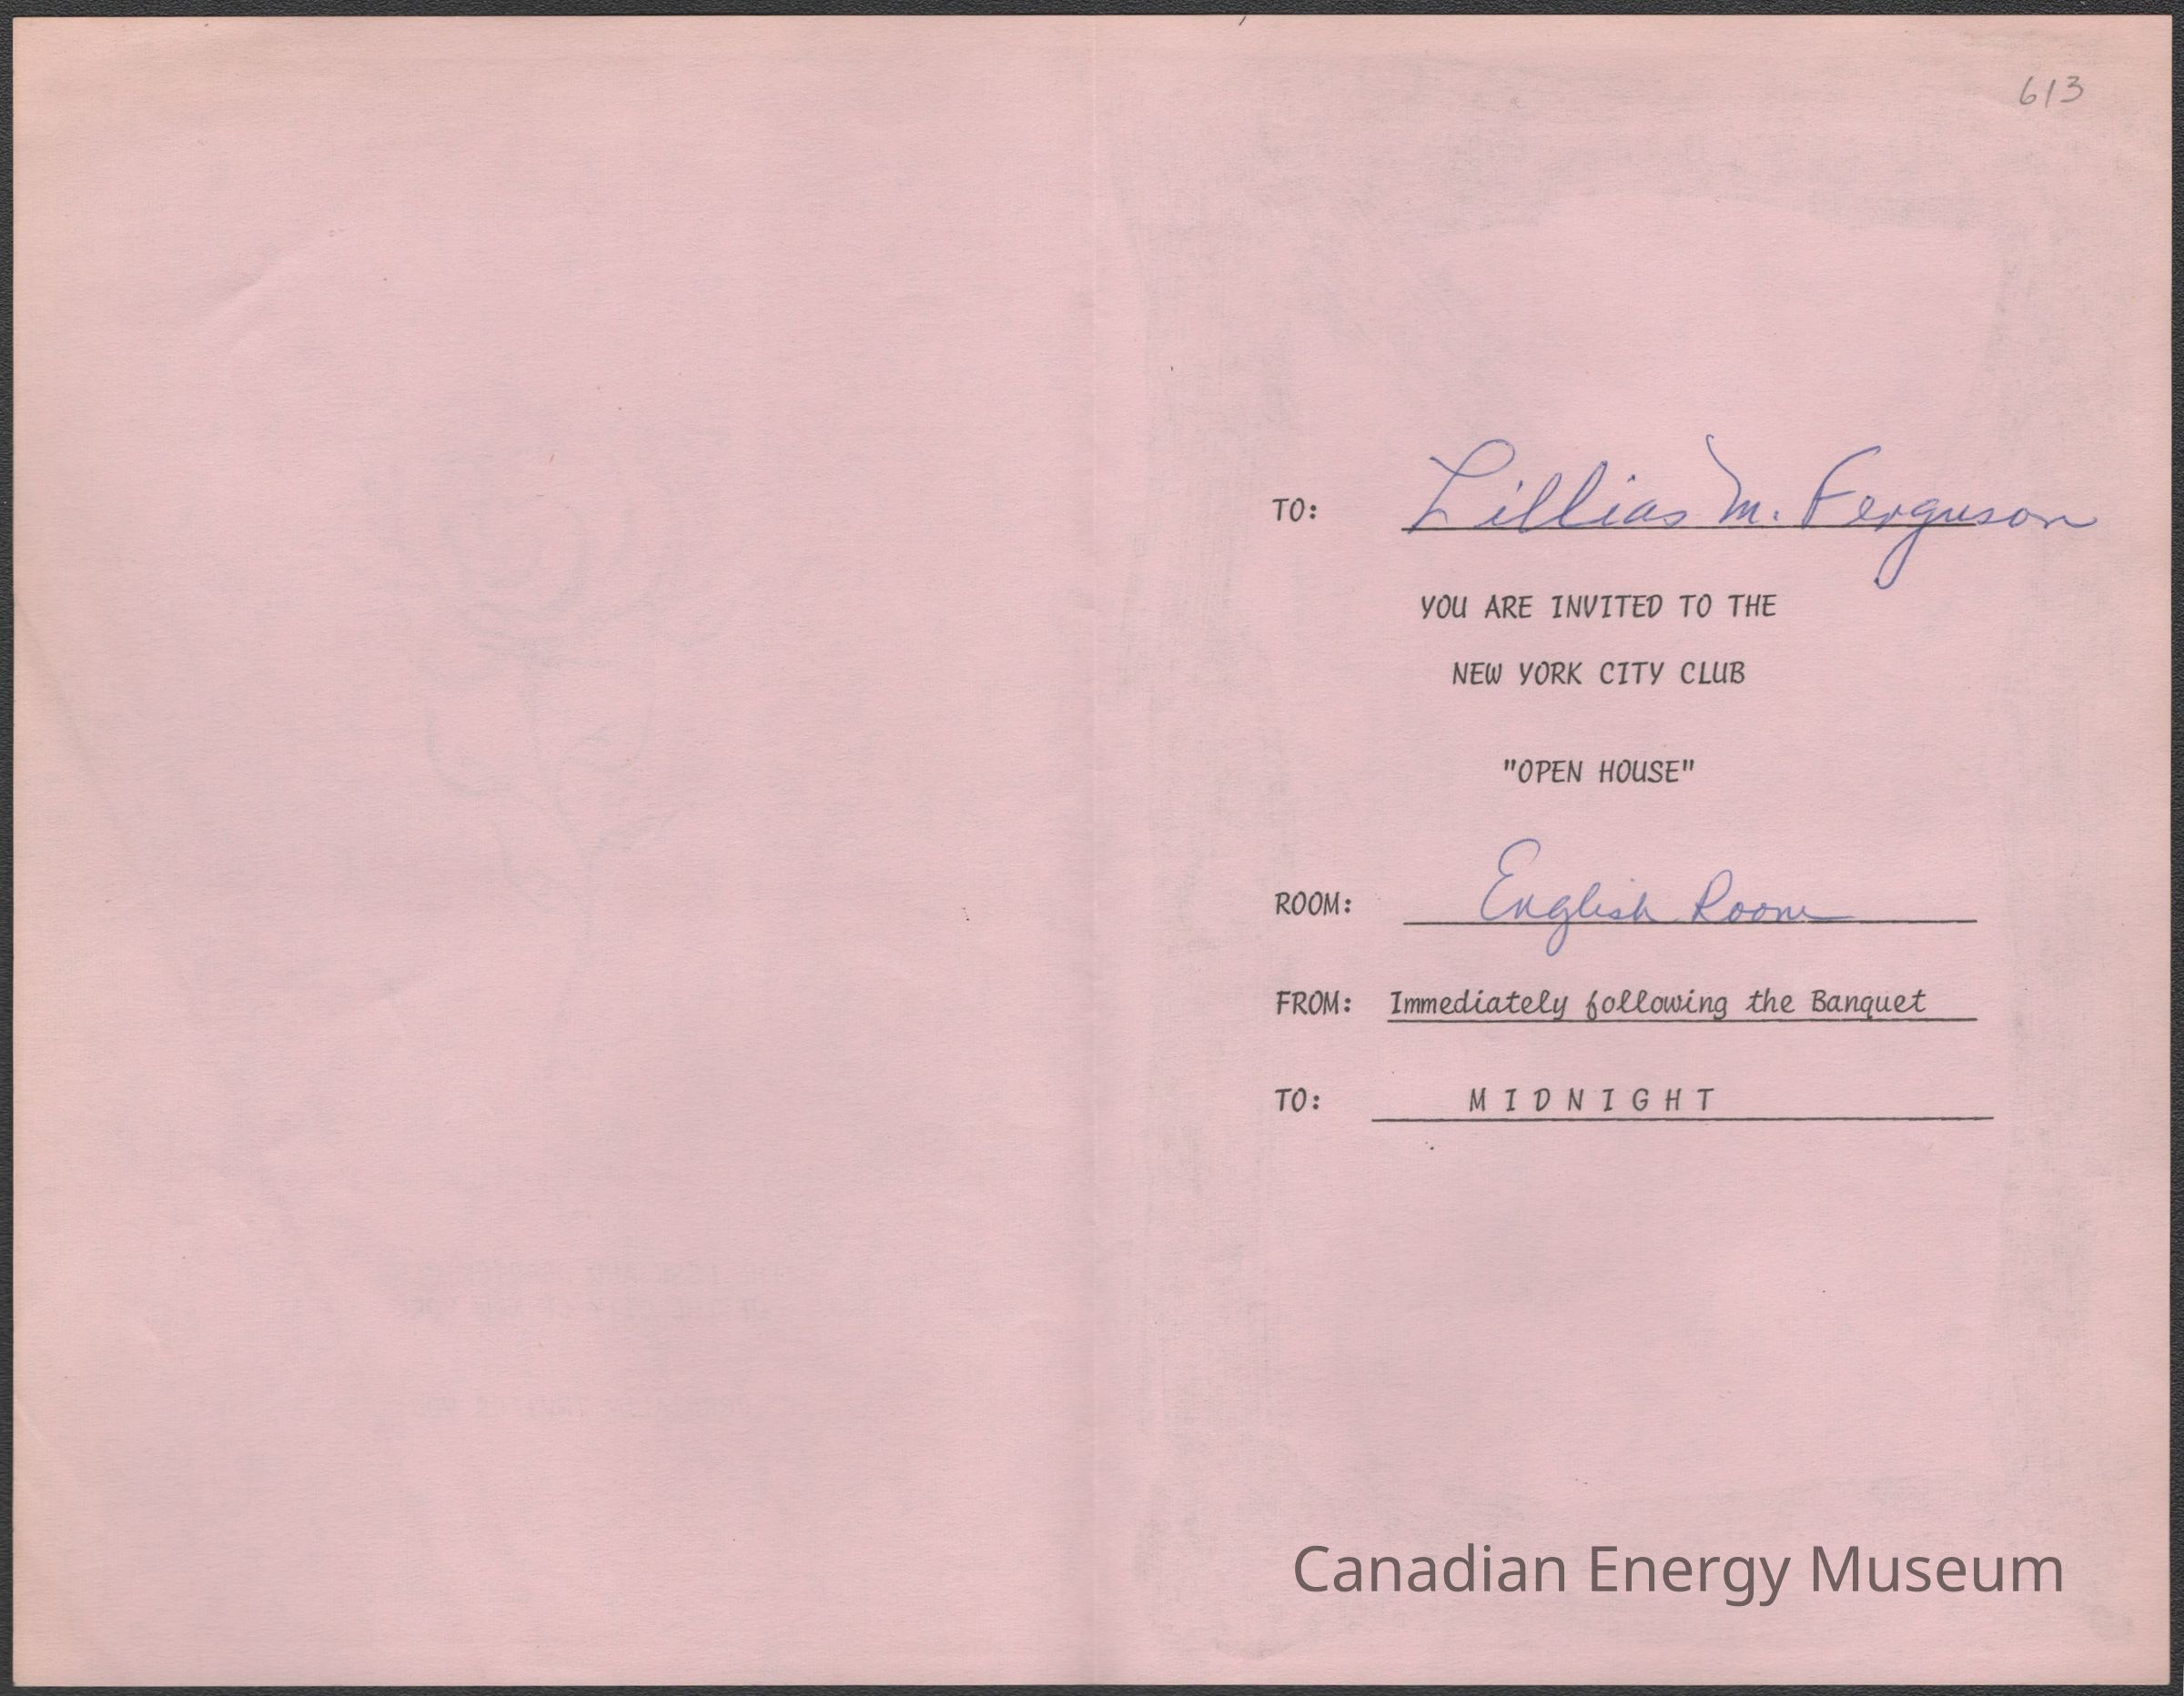 613
TO: Lillias M. Ferguson
YOU ARE INVITED TO THE
NEW YORK CITY CLUB
"OPEN HOUSE"
ROOM: English Room
FROM: Immediately following the Banquet
TO: MIDNIGHT
Canadian Energy Museum